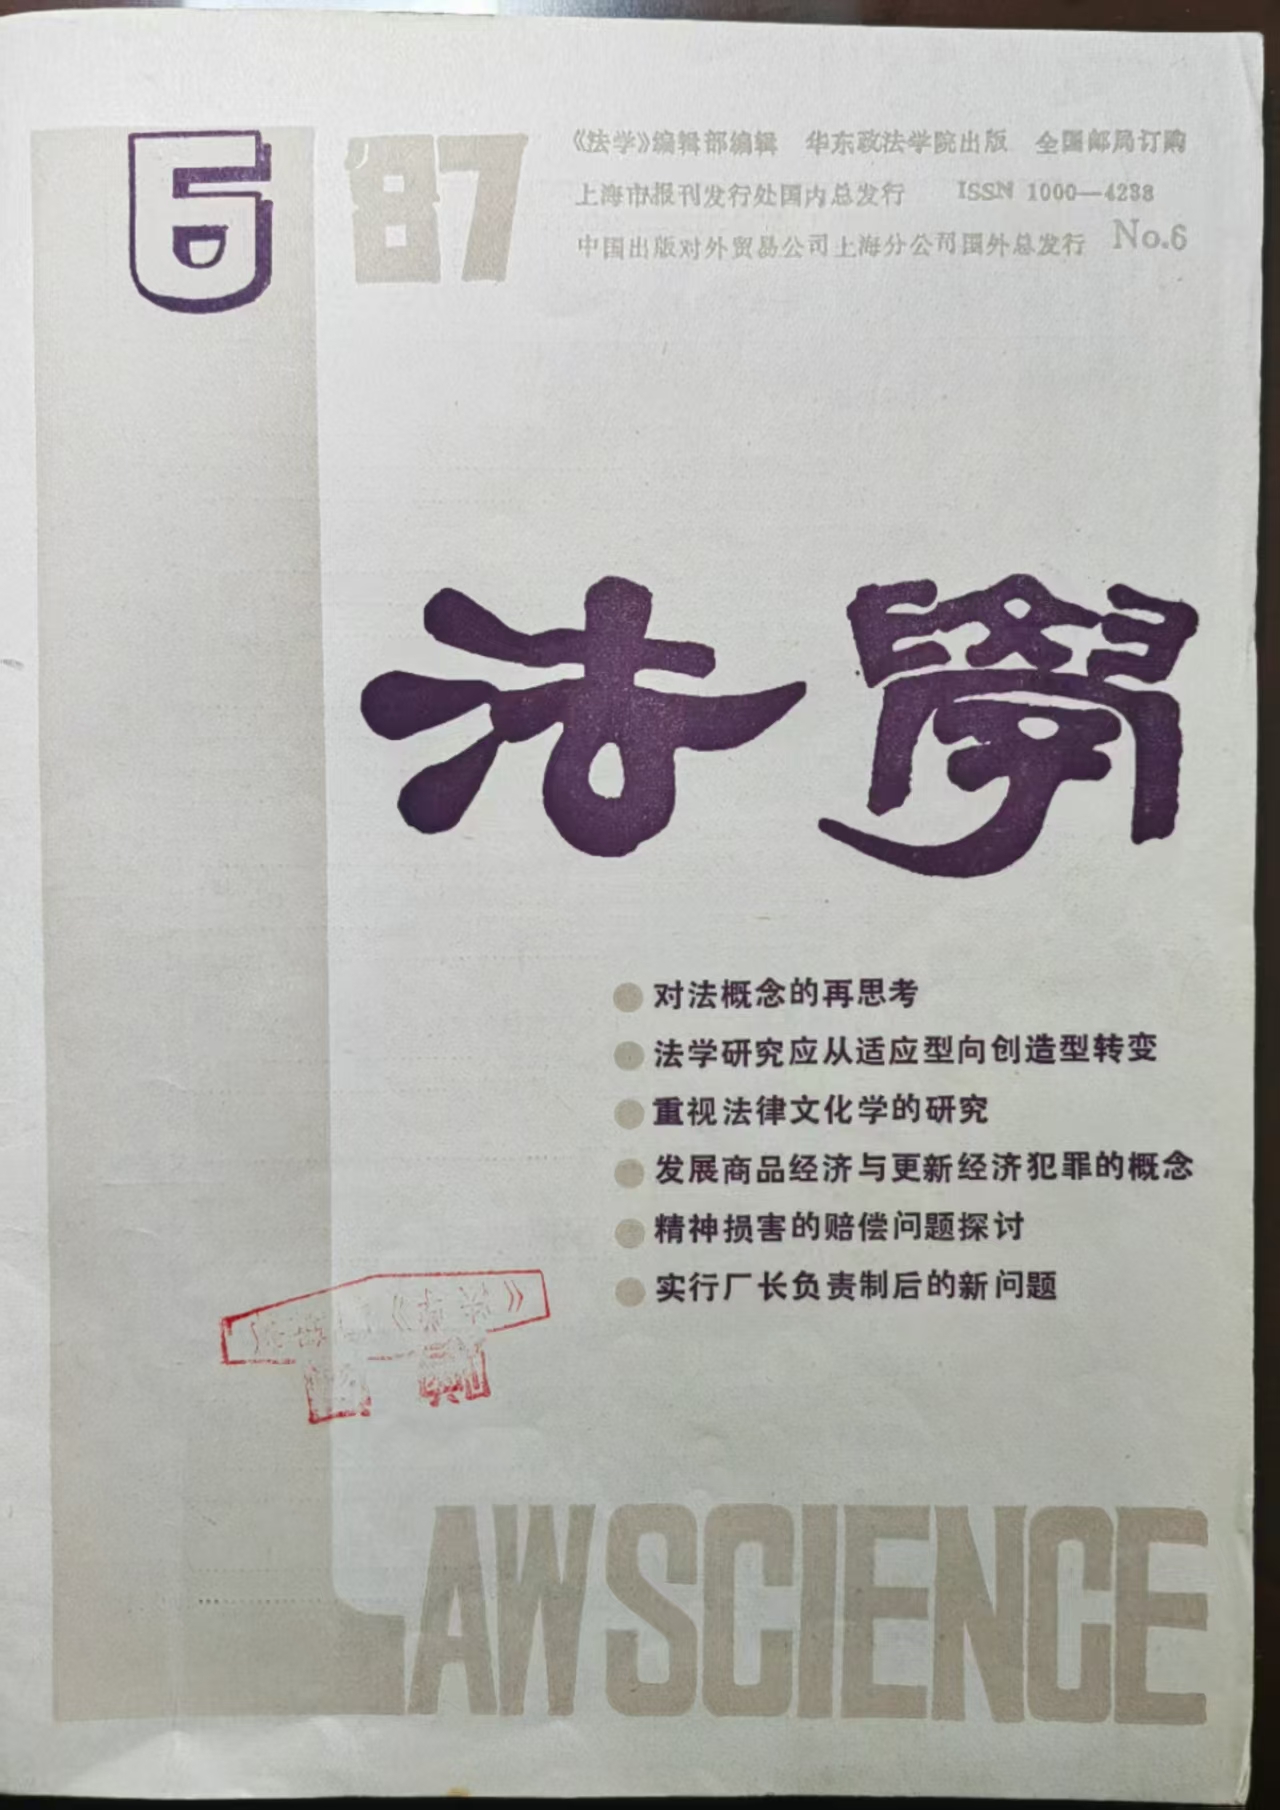 6 87
《法学》编辑部编辑 华东政法学院出版 全国邮局订购
上海市报刊发行处国内总发行 ISSN 1000—4238
中国出版对外贸易公司上海分公司国外总发行 No.6
法學
对法概念的再思考
法学研究应从适应型向创造型转变
重视法律文化学的研究
发展商品经济与更新经济犯罪的概念
精神损害的赔偿问题探讨
实行厂长负责制后的新问题
LAWSCIENCE